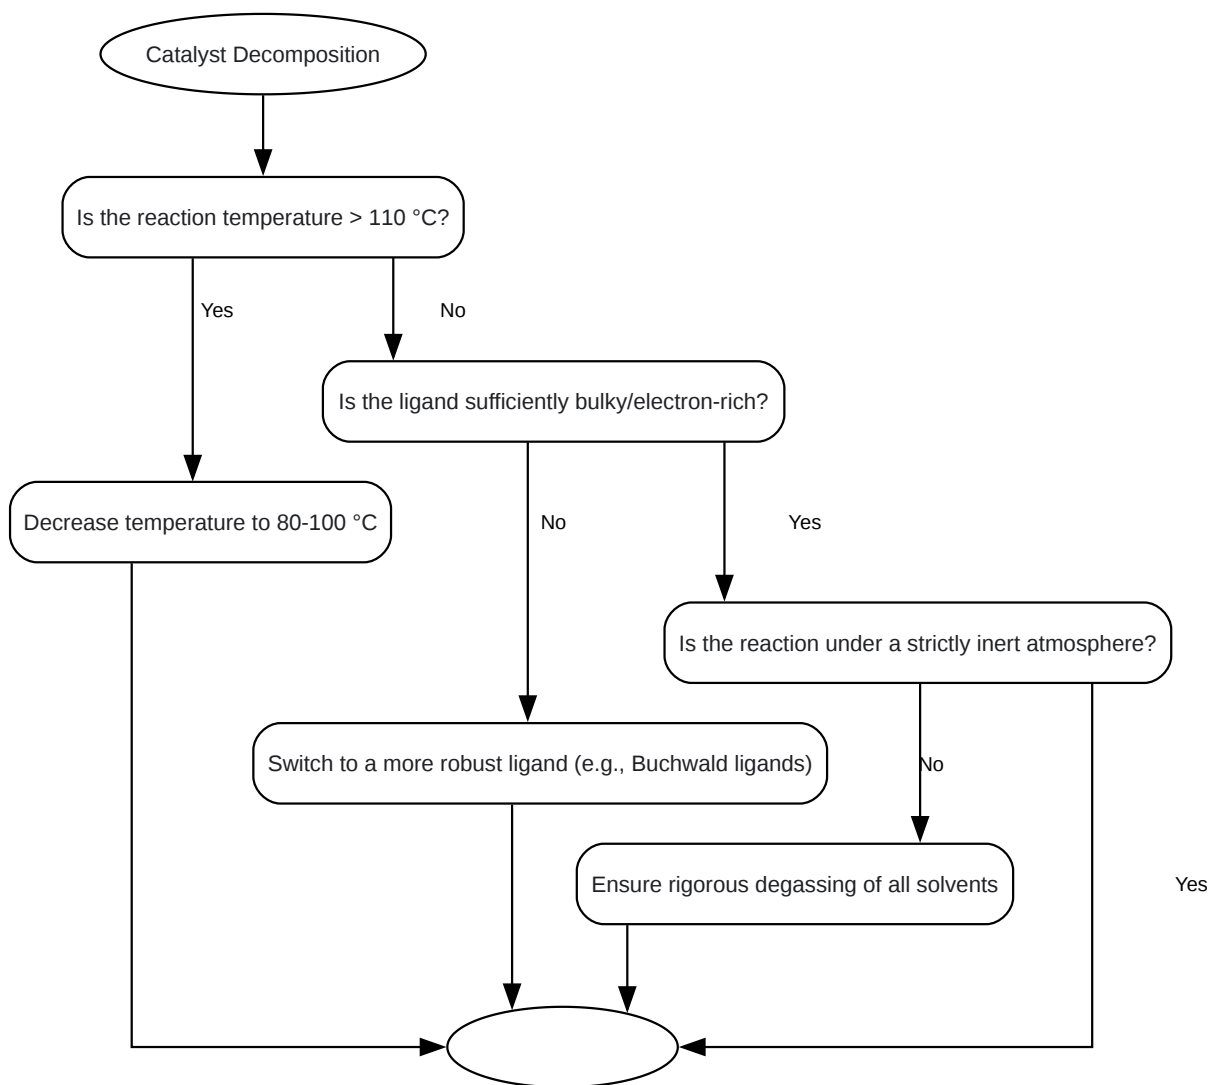 Catalyst Decomposition
Is the reaction temperature > 110 °C?
Yes
No
Is the ligand sufficiently bulky/electron-rich?
Decrease temperature to 80-100 °C
No
Yes
Is the reaction under a strictly inert atmosphere?
Switch to a more robust ligand (e.g., Buchwald ligands)
No
Ensure rigorous degassing of all solvents
Yes